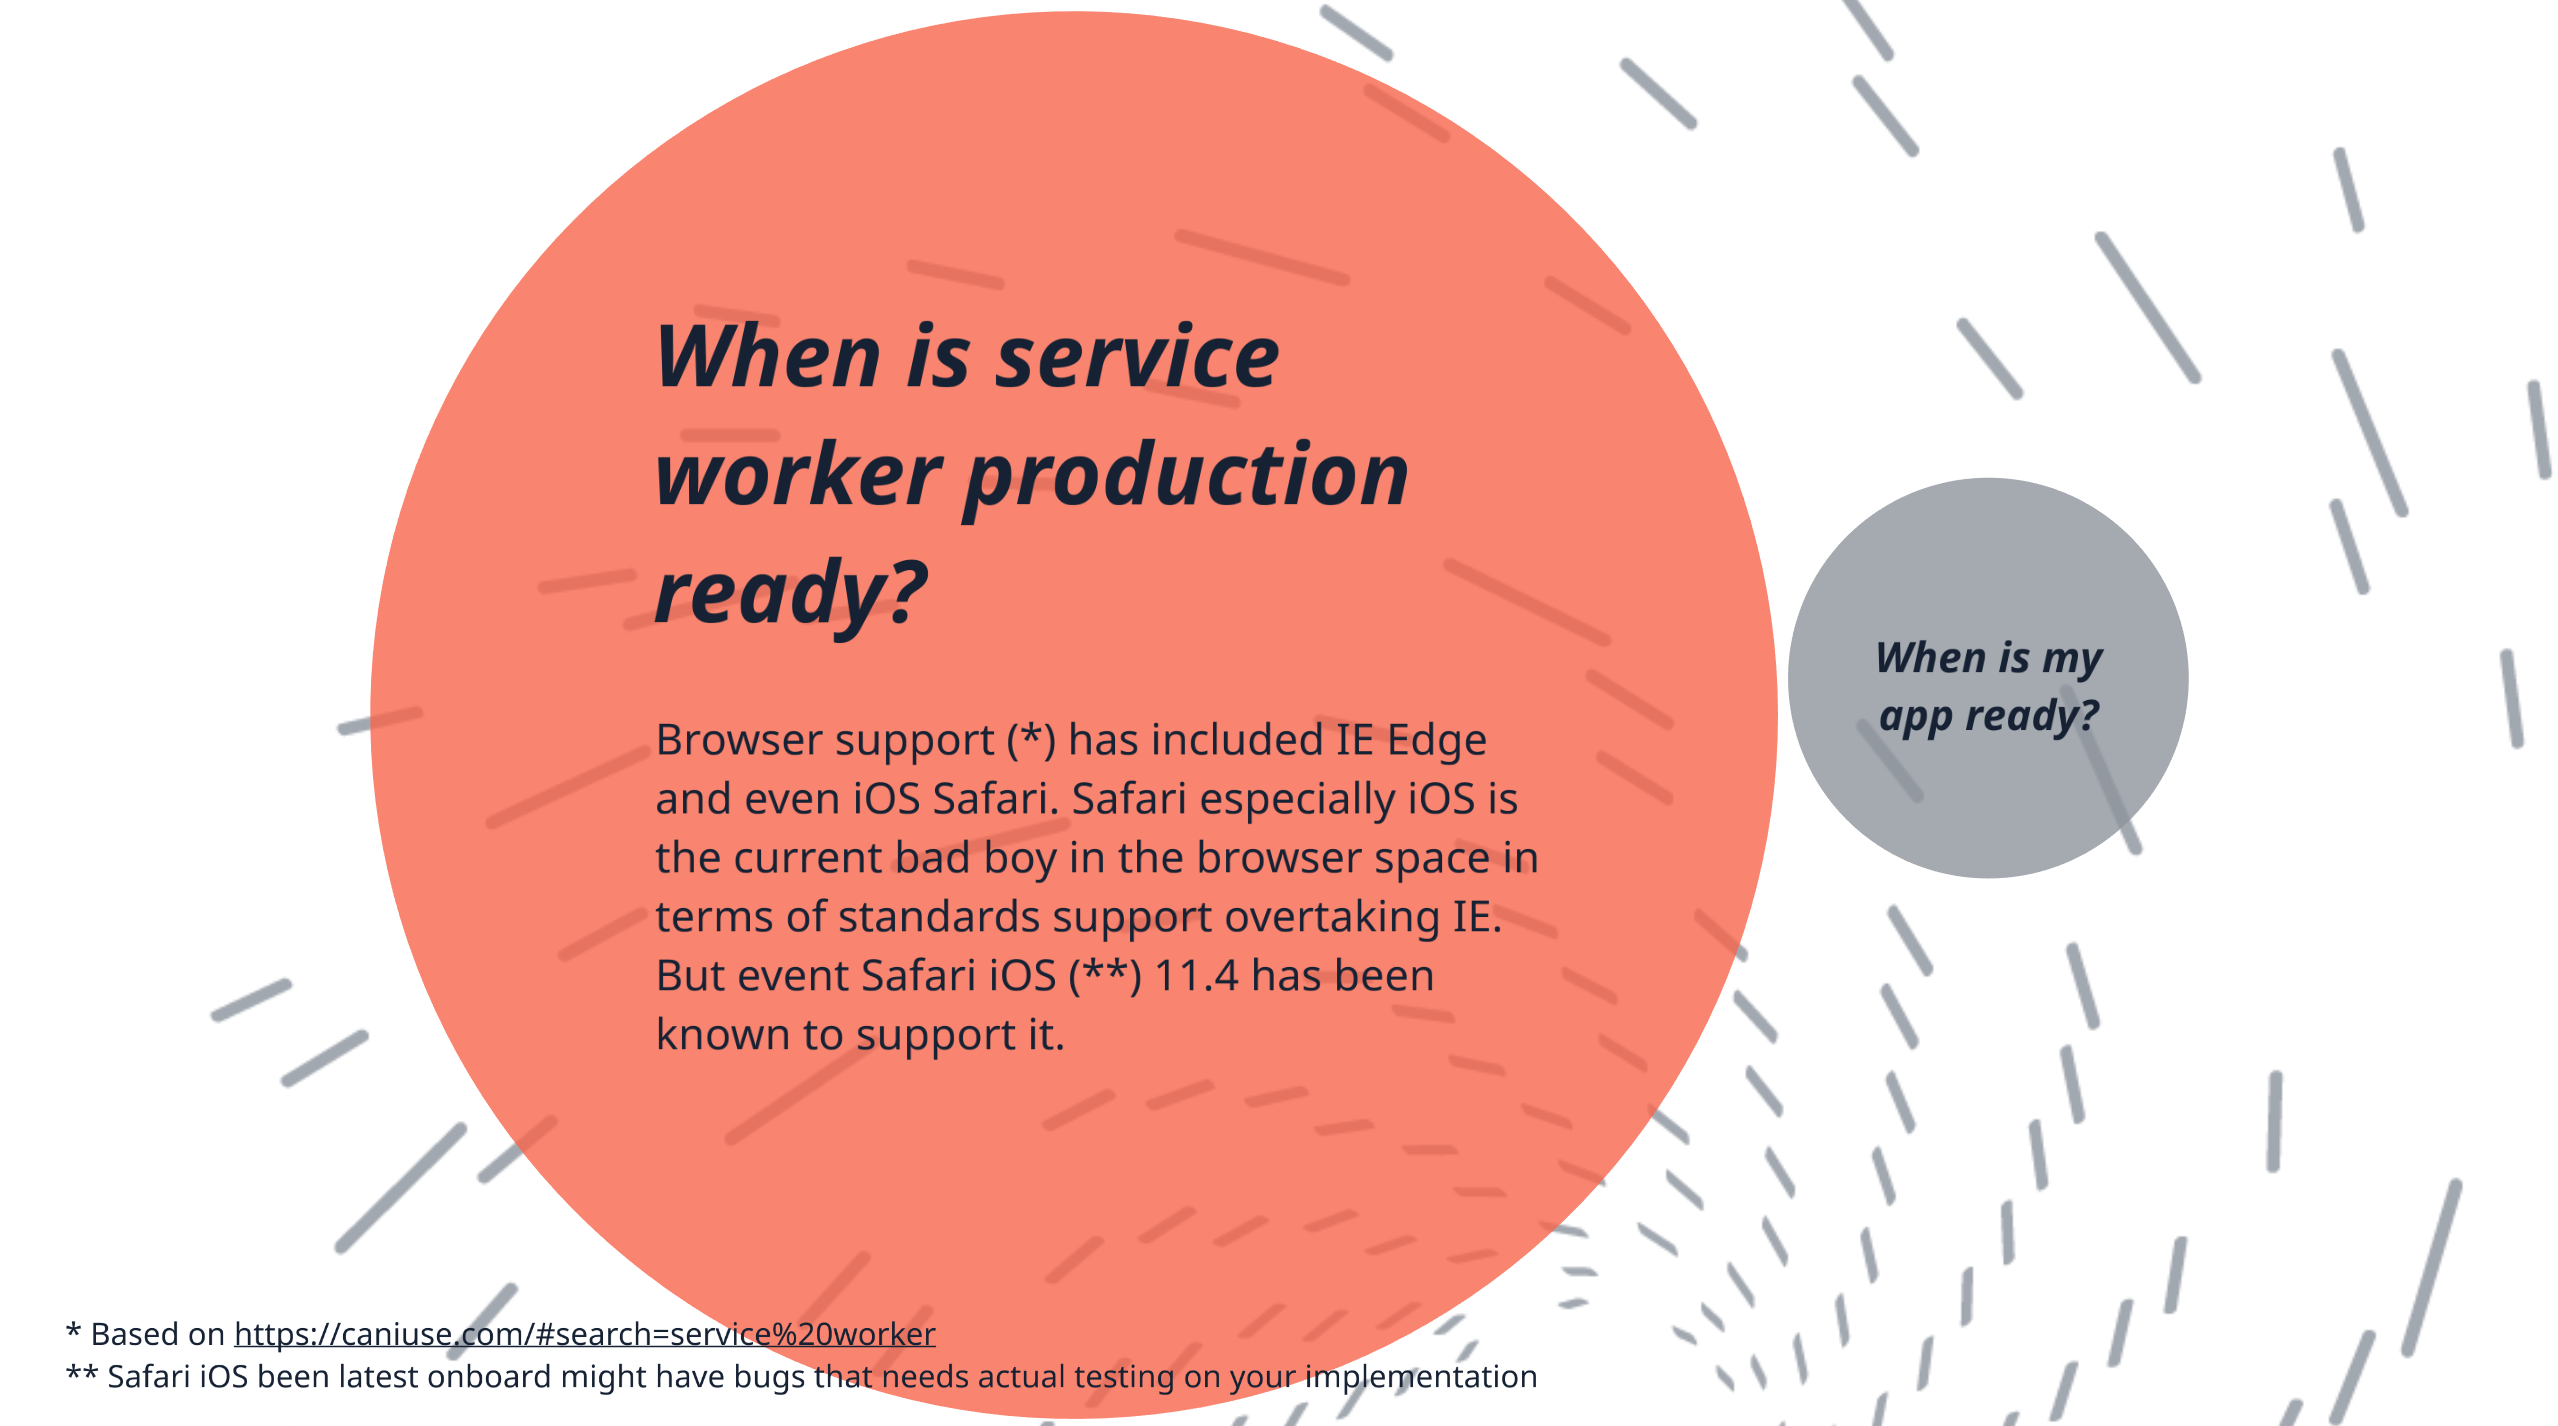 When is service
worker production
ready?
Browser support (*) has included IE Edge
and even iOS Safari. Safari especially iOS is
the current bad boy in the browser space in
terms of standards support overtaking IE.
But event Safari iOS (**) 11.4 has been
known to support it.
When is my
app ready?
* Based on https://caniuse.com/#search=service%20worker
** Safari iOS been latest onboard might have bugs that needs actual testing on your implementation